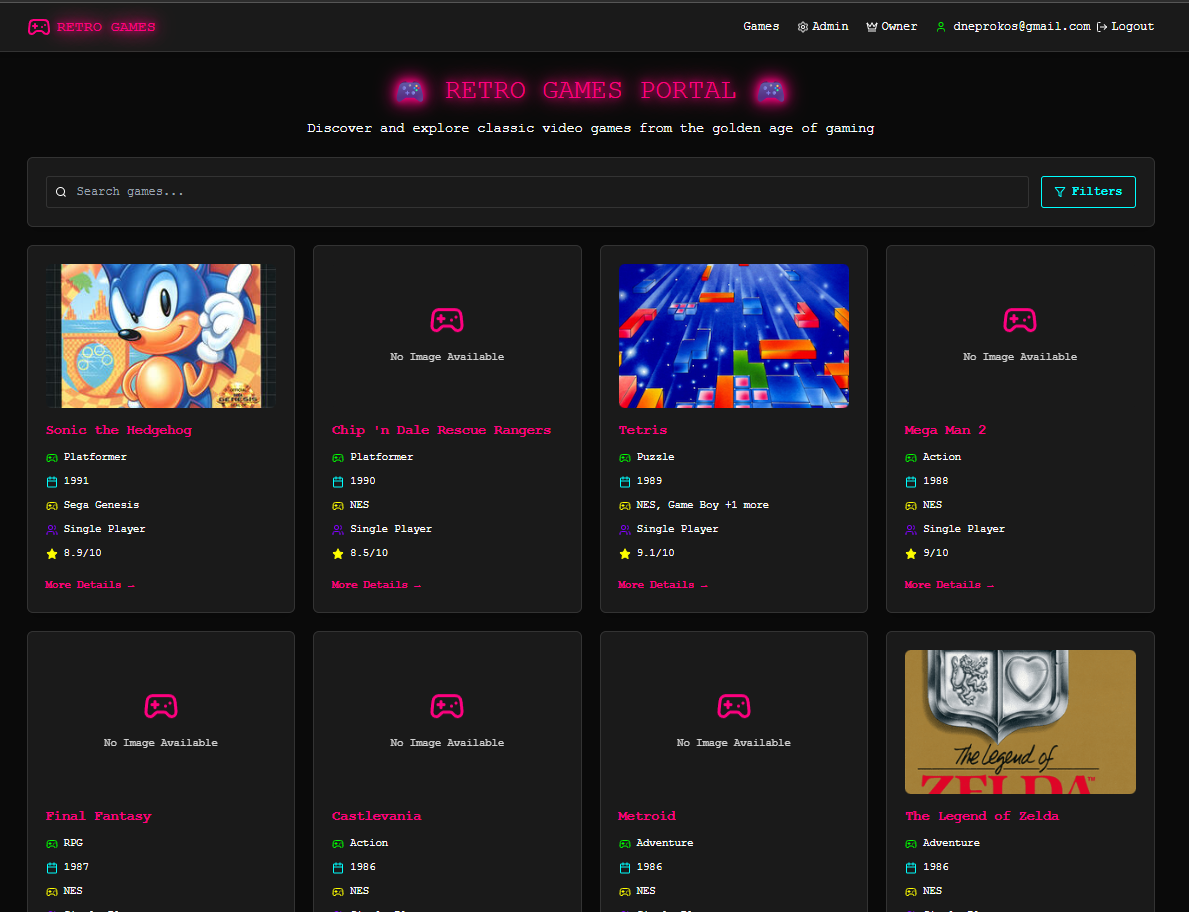 RETRO GAMES
Games Admin Owner dneprokos@gmail.com Logout
RETRO GAMES PORTAL
Discover and explore classic video games from the golden age of gaming
Search games...
Filters
No Image Available
No Image Available
Sonic the Hedgehog
Platformer
1991
Sega Genesis
Single Player
8.9/10
More Details →
Chip 'n Dale Rescue Rangers
Platformer
1990
NES
Single Player
8.5/10
More Details →
Tetris
Puzzle
1989
NES, Game Boy +1 more
Single Player
9.1/10
More Details →
Mega Man 2
Action
1988
NES
Single Player
9/10
More Details →
No Image Available
No Image Available
No Image Available
The Legend of
ZELDA
TM
Final Fantasy
RPG
1987
NES
Castlevania
Action
1986
NES
Metroid
Adventure
1986
NES
The Legend of Zelda
Adventure
1986
NES